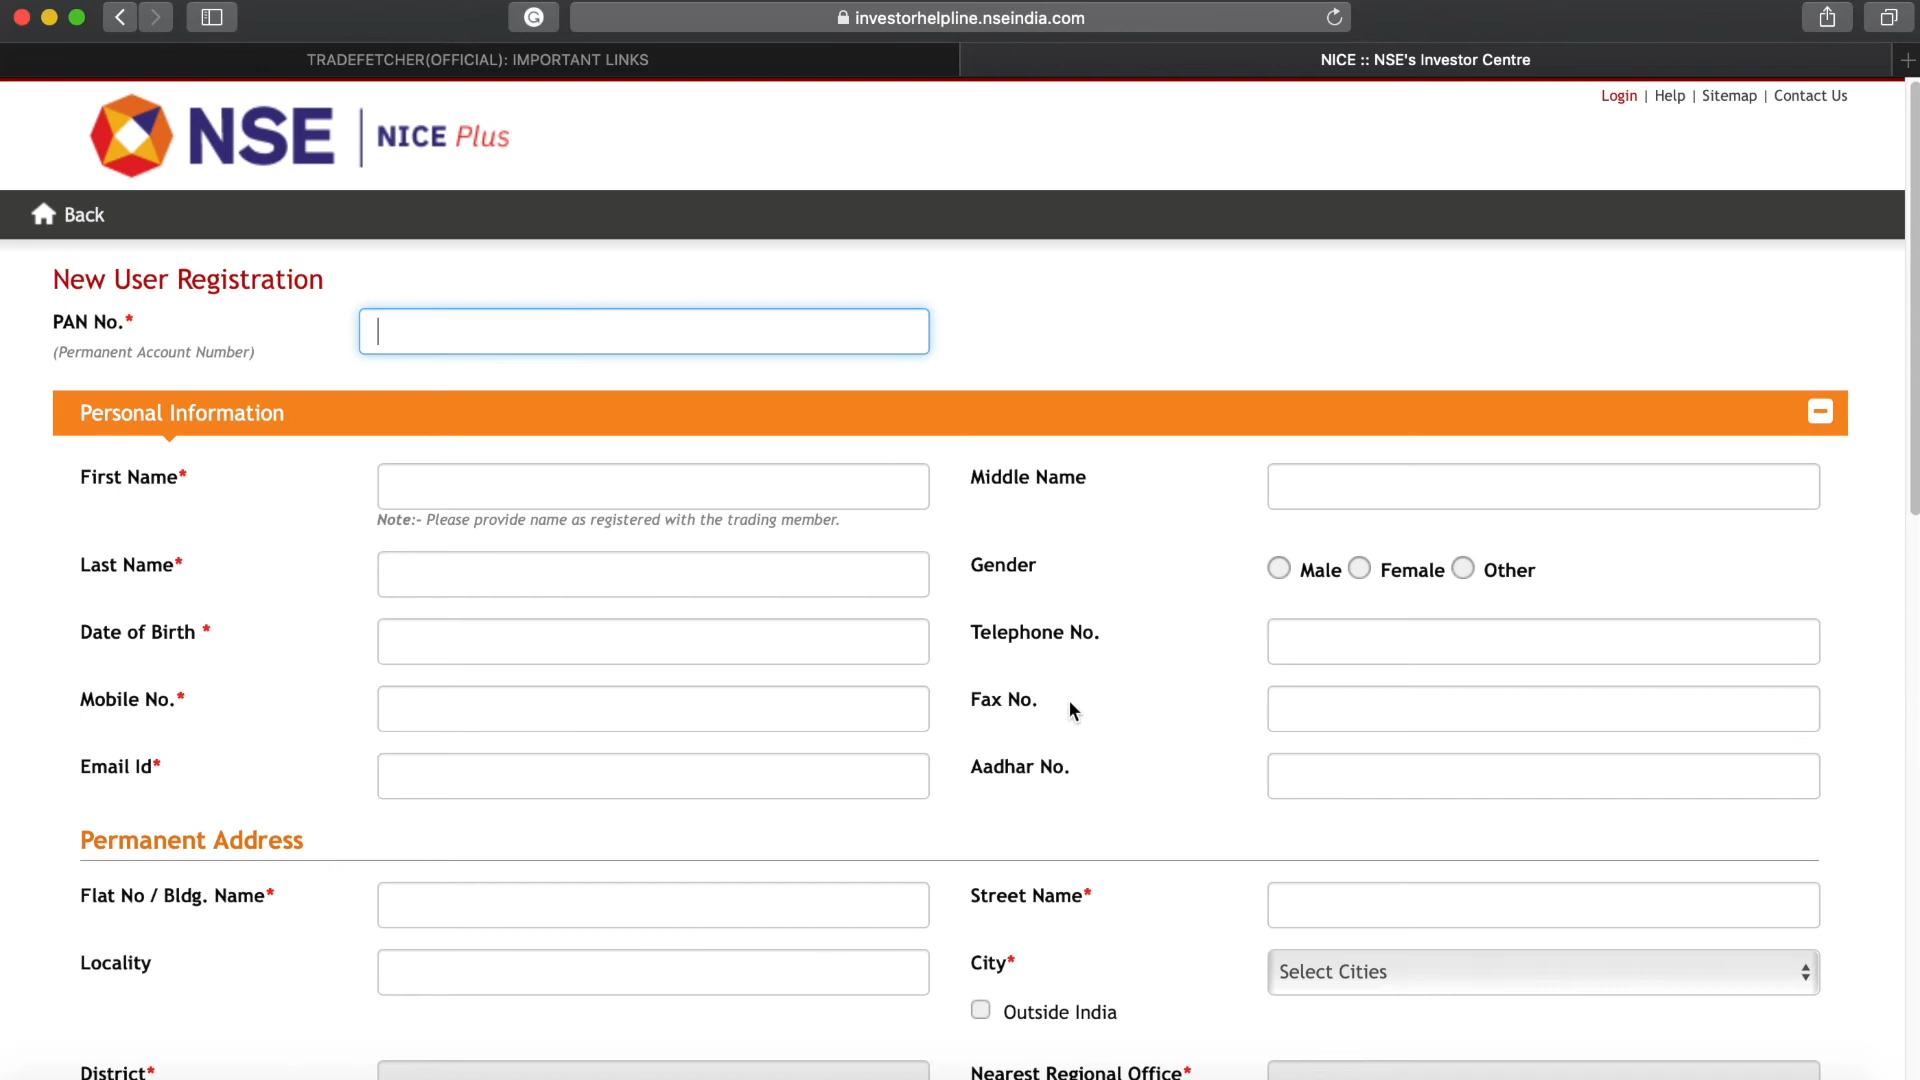 investorhelpline.nseindia.com
TRADEFETCHER(OFFICIAL): IMPORTANT LINKS
NICE :: NSE's Investor Centre
Login | Help | Sitemap | Contact Us
NSE | NICE Plus
Back
New User Registration
PAN No.*
(Permanent Account Number)
Personal Information
First Name*
Middle Name
Note:- Please provide name as registered with the trading member.
Last Name*
Gender
Male Female Other
Date of Birth *
Telephone No.
Mobile No.*
Fax No.
Email Id*
Aadhar No.
Permanent Address
Flat No / Bldg. Name*
Street Name*
Locality
City*
Select Cities
Outside India
District*
Nearest Regional Office*